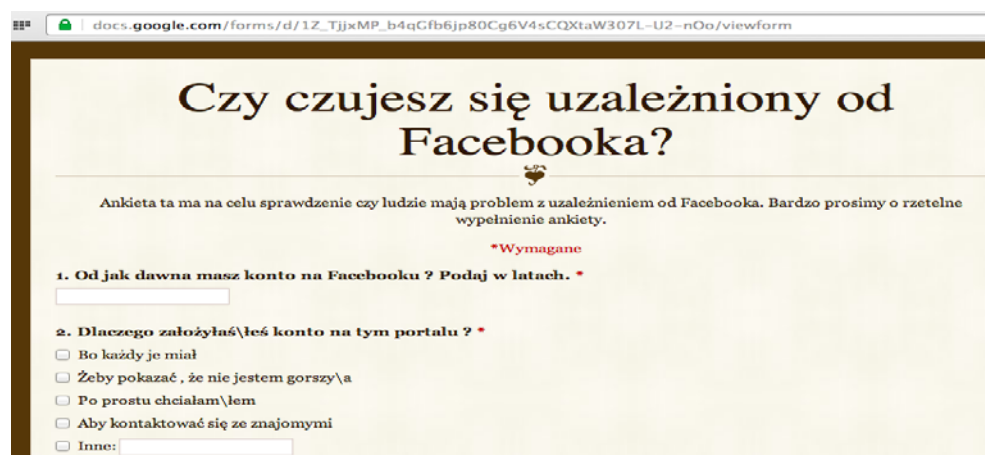 docs.google.com/forms/d/1Z_TjjxMP_b4qGfb6jp80Cg6V4sCQXtaW307L-U2-nOo/viewform
Czy czujesz się uzależniony od
Facebooka?
Ankieta ta ma na celu sprawdzenie czy ludzie mają problem z uzależnieniem od Facebooka. Bardzo prosimy o rzetelne
wypełnienie ankiety.
*Wymagane
1. Od jak dawna masz konto na Facebooku ? Podaj w latach. *
2. Dlaczego założyłaś\łeś konto na tym portalu ? *
Bo każdy je miał
Żeby pokazać , że nie jestem gorszy\a
Po prostu chciałam\łem
Aby kontaktować się ze znajomymi
Inne: